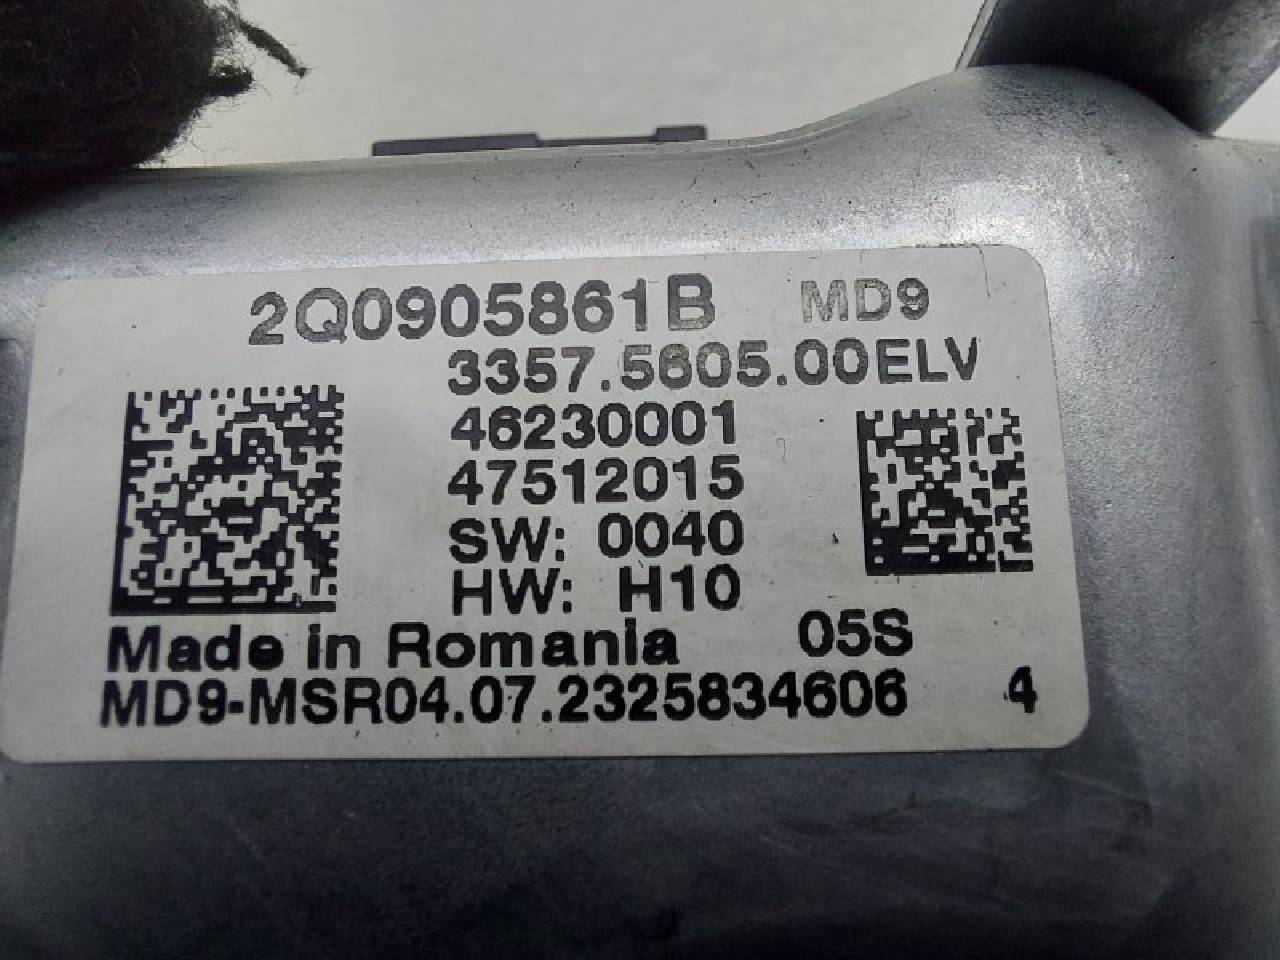 2Q0905861B MD9
3357.5605.00ELV
46230001
47512015
SW: 0040
HW: H10
Made in Romania 05S
MD9-MSR04.07.2325834606 4